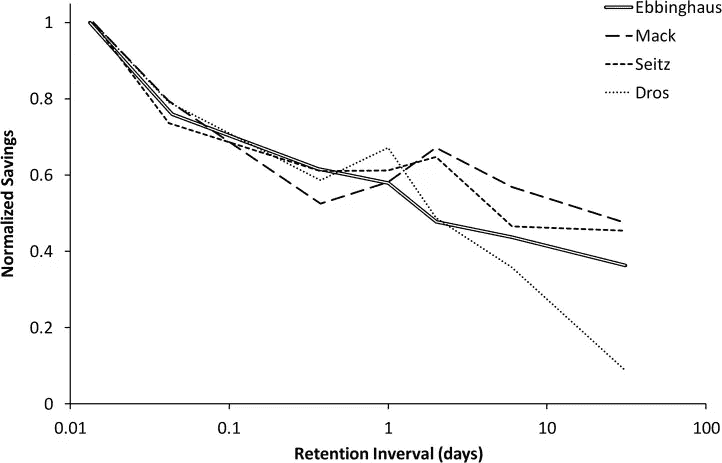 Ebbinghaus
Mack
Seitz
Dros
Normalized Savings
1
0.8
0.6
0.4
0.2
0
0.01
0.1
1
10
100
Retention Inverval (days)